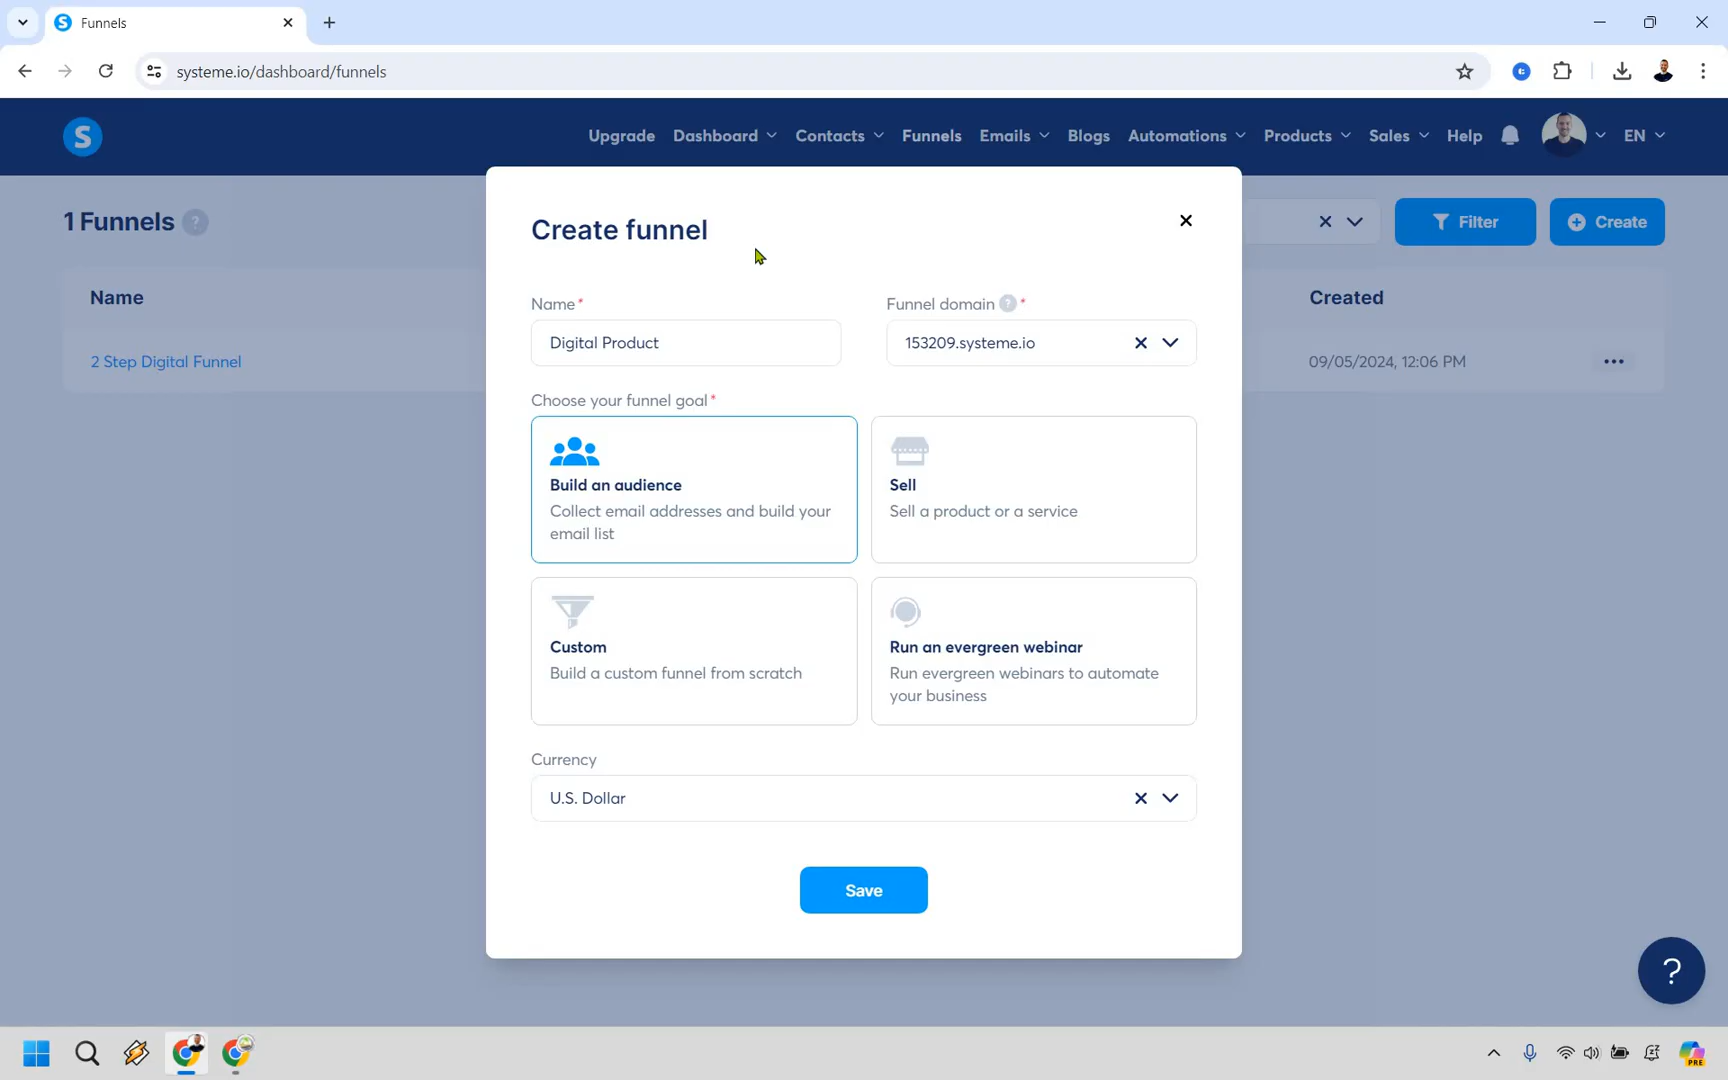 Funnels
systeme.io/dashboard/funnels
S
Upgrade Dashboard Contacts Funnels Emails Blogs Automations Products Sales Help EN
1 Funnels ?
Filter
Create
Name
Created
2 Step Digital Funnel
09/05/2024, 12:06 PM
Create funnel
Name*
Funnel domain ? *
Digital Product
153209.systeme.io
Choose your funnel goal*
Build an audience
Collect email addresses and build your
email list
Sell
Sell a product or a service
Custom
Build a custom funnel from scratch
Run an evergreen webinar
Run evergreen webinars to automate
your business
Currency
U.S. Dollar
Save
?
PRE